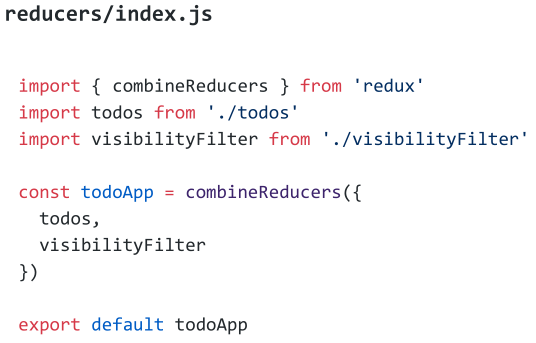 reducers/index.js
import { combineReducers } from 'redux'
import todos from './todos'
import visibilityFilter from './visibilityFilter'
const todoApp = combineReducers({
  todos,
  visibilityFilter
})
export default todoApp